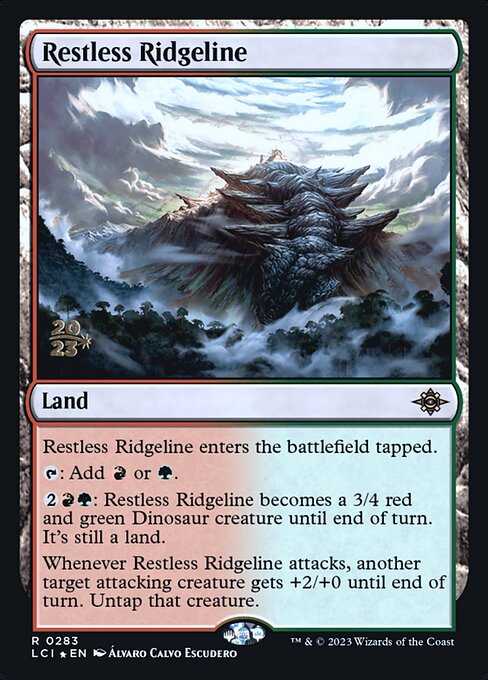 Restless Ridgeline
20
23
Land
Restless Ridgeline enters the battlefield tapped.
: Add or .
2: Restless Ridgeline becomes a 3/4 red
and green Dinosaur creature until end of turn.
It's still a land.
Whenever Restless Ridgeline attacks, another
target attacking creature gets +2/+0 until end of
turn. Untap that creature.
R 0283
LCI ★ EN Álvaro Calvo Escudero
™ & © 2023 Wizards of the Coast